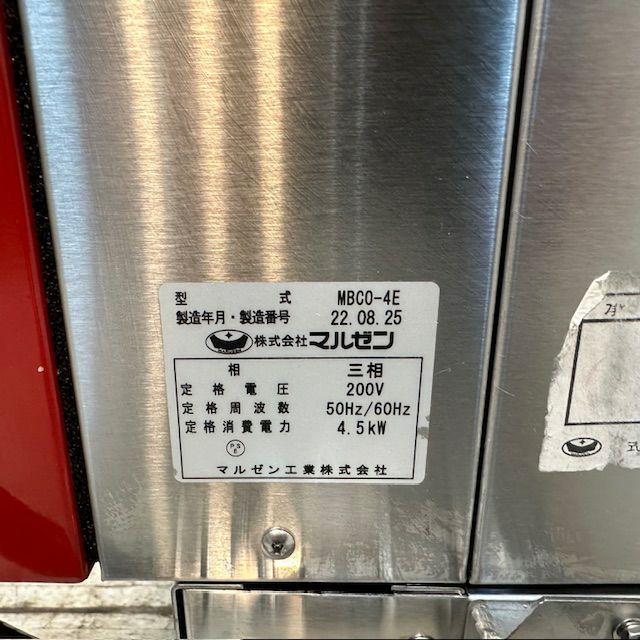 型式 MBCO-4E
製造年月・製造番号 22.08.25
株式会社マルゼン
相 三相
定格電圧 200V
定格周波数 50Hz/60Hz
定格消費電力 4.5kW
PS E
マルゼン工業株式会社